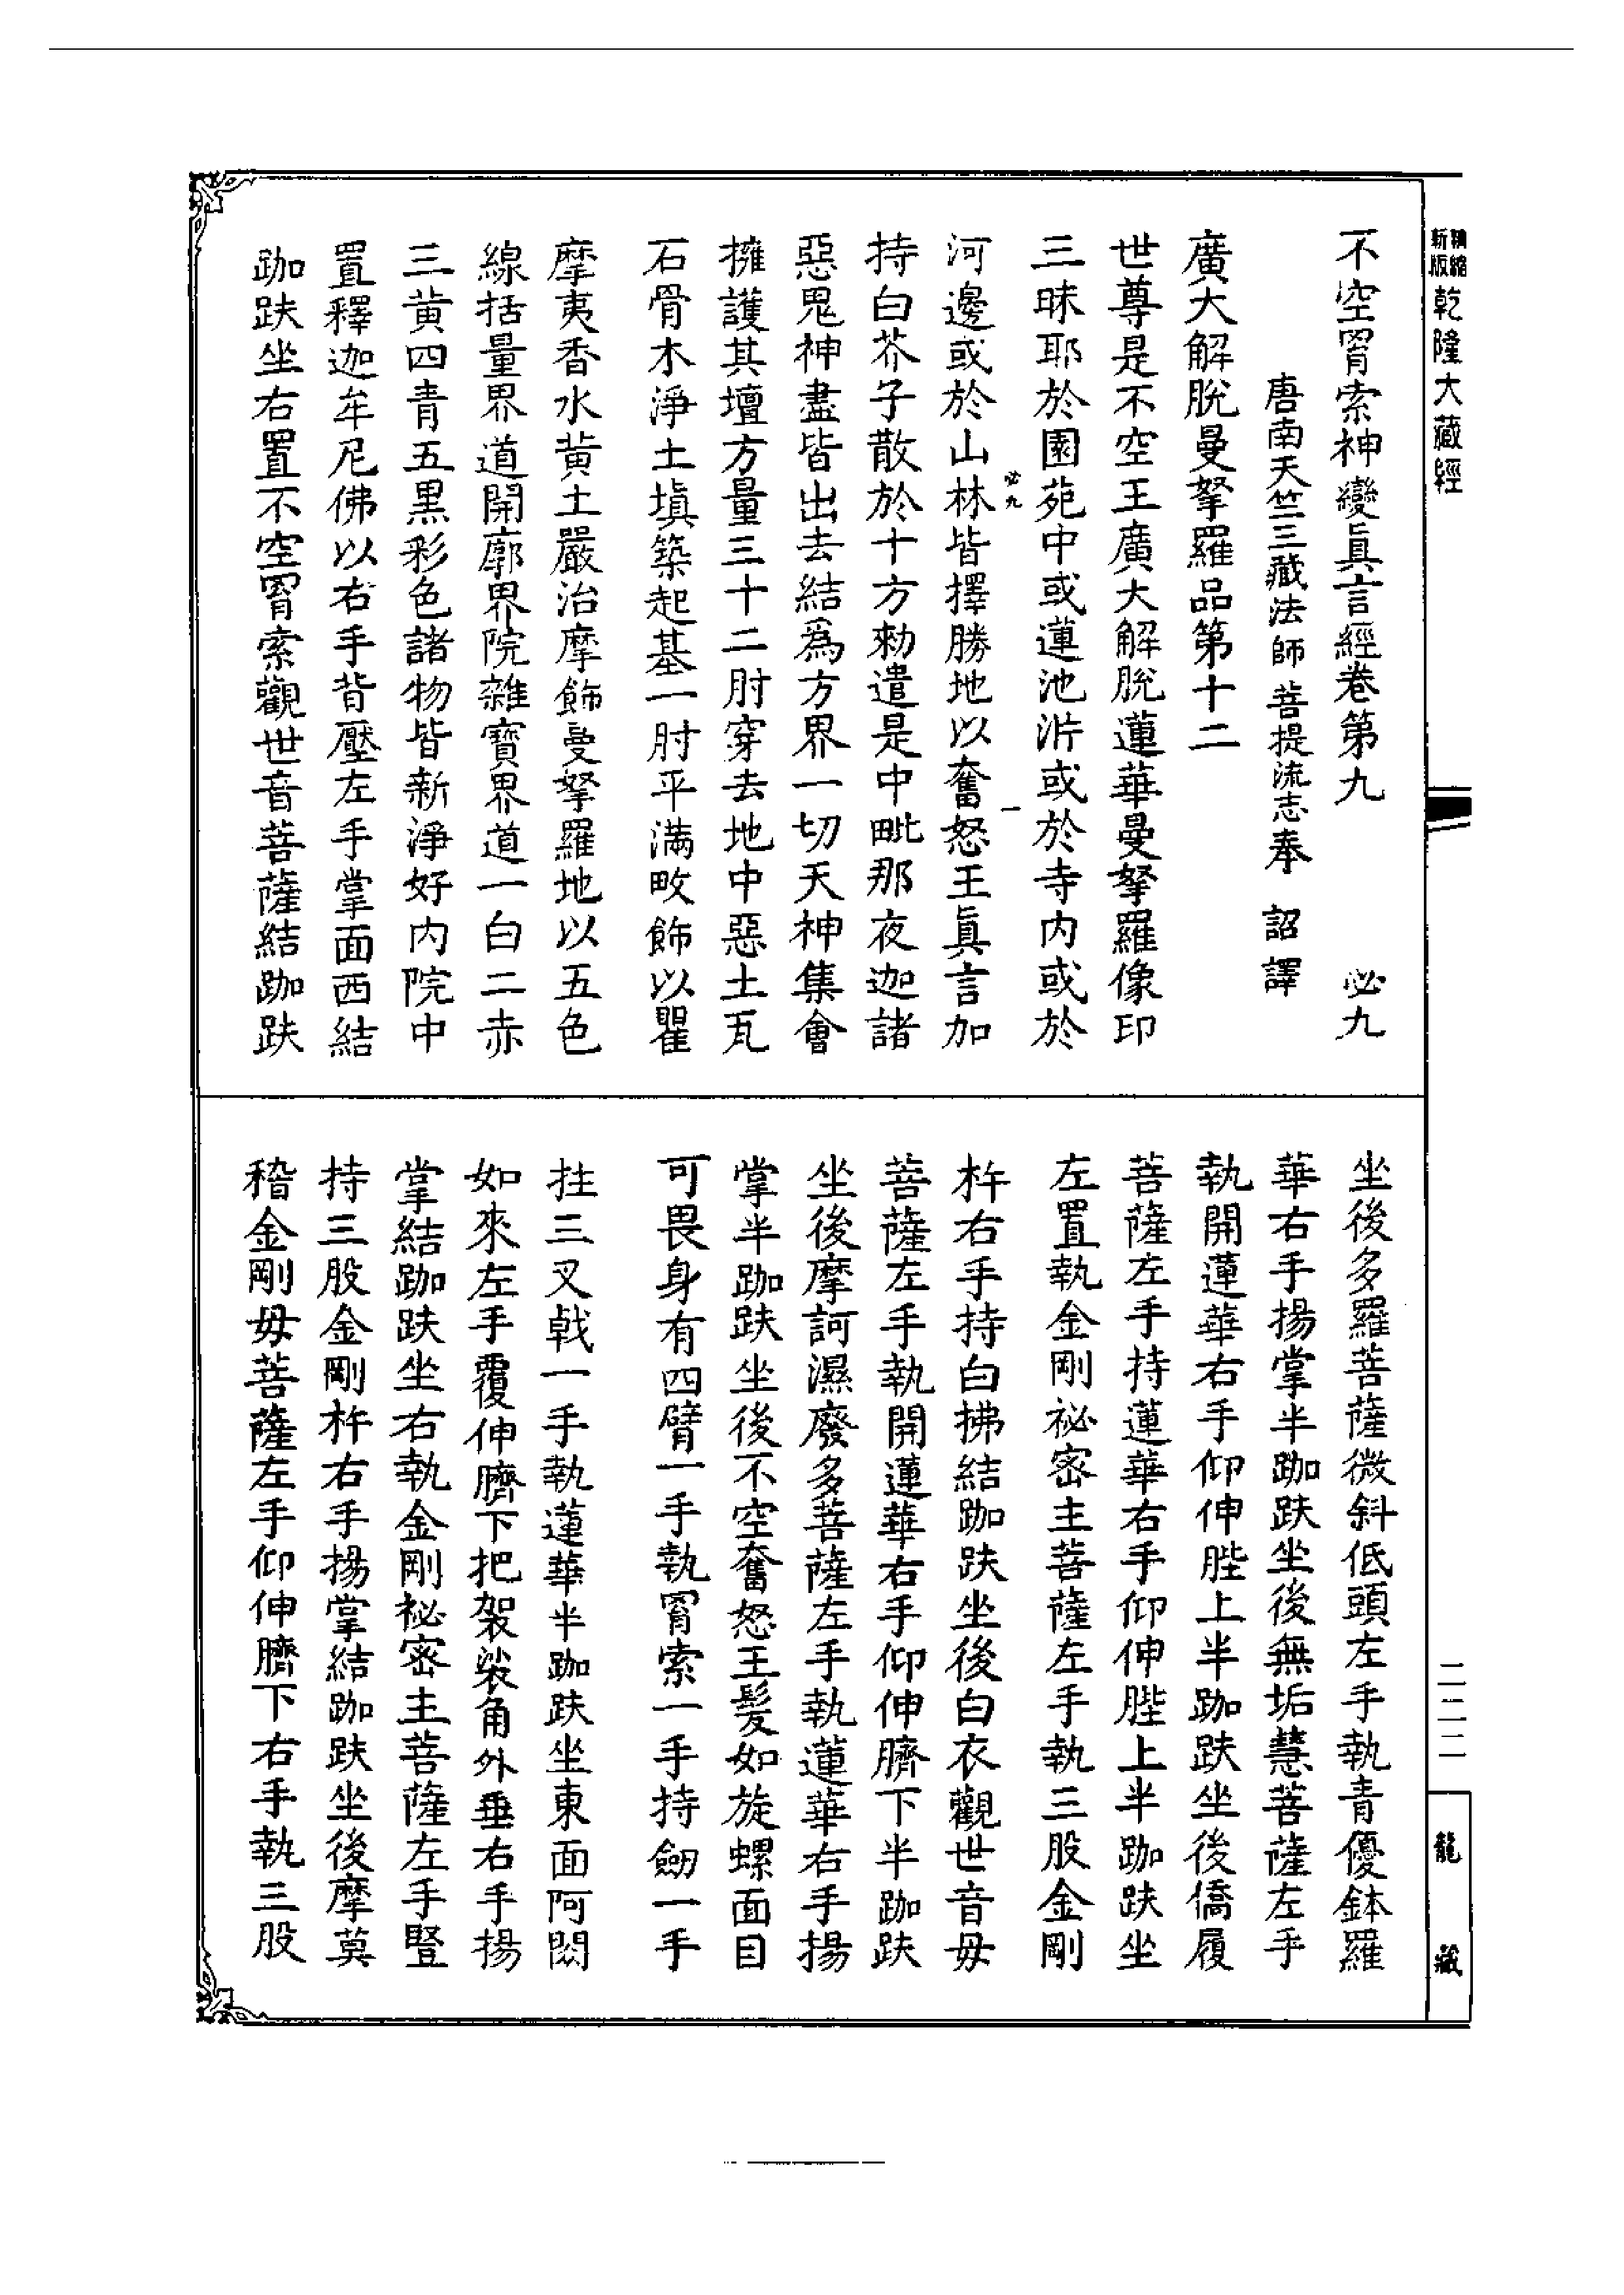 精縮新版乾隆大藏經
不空罥索神變真言經卷第九　必九
唐南天竺三藏法師菩提流志奉　詔譯
廣大解脫曼拏羅品第十二
世尊是不空王廣大解脫蓮華曼拏羅像印
三昧耶於園苑中或蓮池泝或於寺內或於
必九　一
河邊或於山林皆擇勝地以奮怒王真言加
持白芥子散於十方勑遣是中毗那夜迦諸
惡鬼神盡皆出去結為方界一切天神集會
擁護其壇方量三十二肘穿去地中惡土瓦
石骨木淨土填築起基一肘平滿畋飾以瞿
摩夷香水黃土嚴治摩飾曼拏羅地以五色
線括量界道開廓界院雜寶界道一白二赤
三黃四青五黑彩色諸物皆新淨好內院中
置釋迦牟尼佛以右手背壓左手掌面西結
跏趺坐右置不空罥索觀世音菩薩結跏趺
坐後多羅菩薩微斜低頭左手執青優鉢羅
華右手揚掌半跏趺坐後無垢慧菩薩左手
執開蓮華右手仰伸䏶上半跏趺坐後僑履
菩薩左手持蓮華右手仰伸䏶上半跏趺坐
左置執金剛祕密主菩薩左手執三股金剛
杵右手持白拂結跏趺坐後白衣觀世音母
菩薩左手執開蓮華右手仰伸臍下半跏趺
坐後摩訶濕廢多菩薩左手執蓮華右手揚
掌半跏趺坐後不空奮怒王髮如旋螺面目
可畏身有四臂一手執罥索一手持劒一手
拄三叉戟一手執蓮華半跏趺坐東面阿閦
如來左手覆伸臍下把袈裟角外垂右手揚
掌結跏趺坐右執金剛祕密主菩薩左手豎
持三股金剛杵右手揚掌結跏趺坐後摩莫
稽金剛母菩薩左手仰伸臍下右手執三股
二二二
龍藏